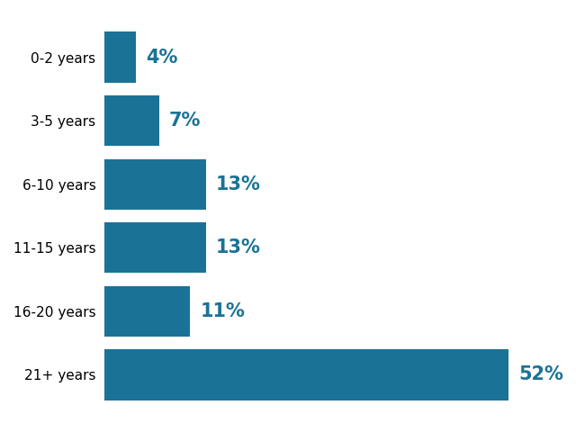 0-2 years 4%
3-5 years 7%
6-10 years 13%
11-15 years 13%
16-20 years 11%
21+ years 52%